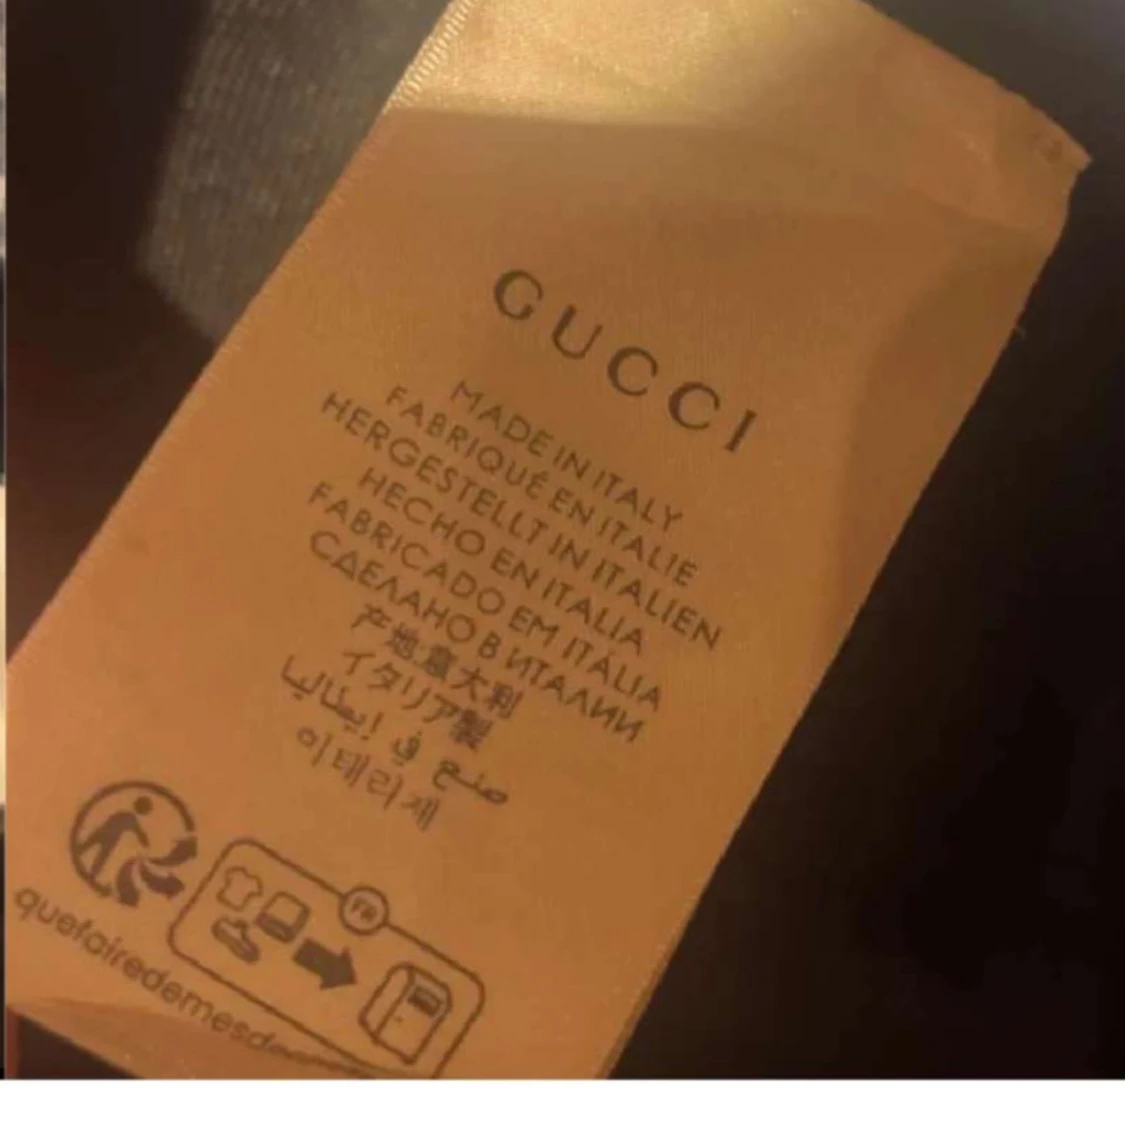 GUCCI
MADE IN ITALY
FABRIQUÉ EN ITALIE
HERGESTELLT IN ITALIEN
HECHO EN ITALIA
FABRICADO EM ITÁLIA
СДЕЛАНО В ИТАЛИИ
产地意大利
イタリア製
صنع في إيطاليا
이태리제
FR